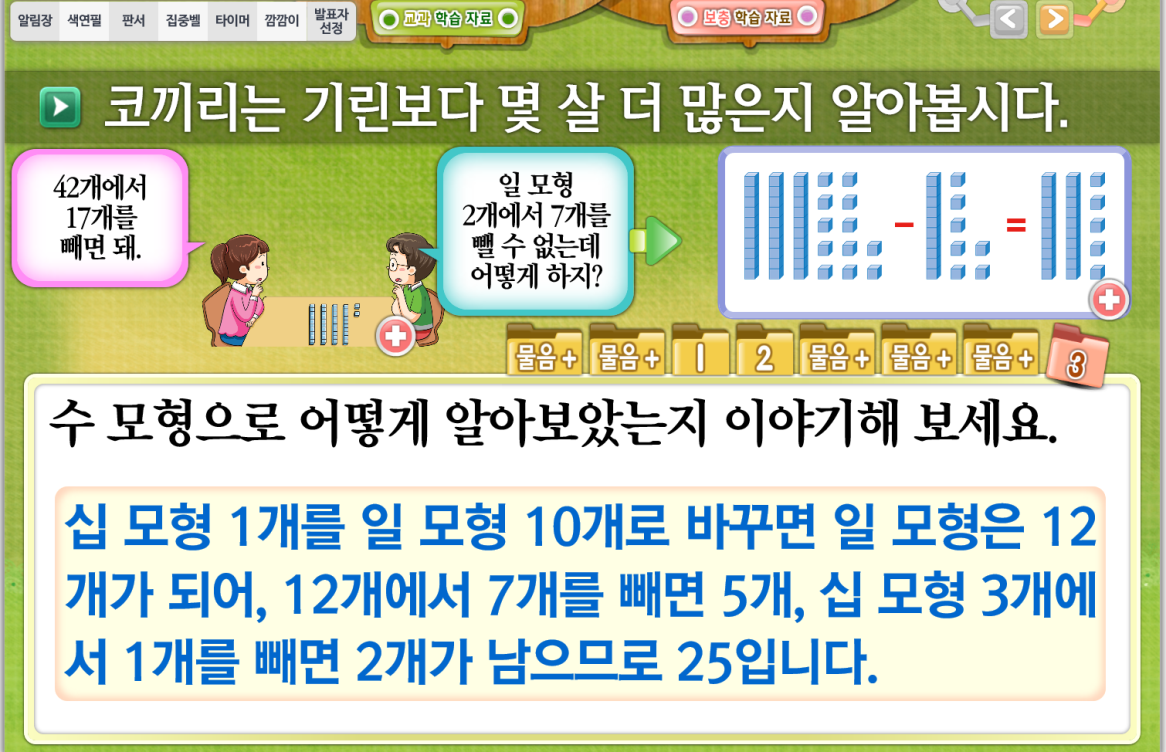 알림장 색연필 판서 집중벨 타이머 깜깜이 발표자
선정
교과 학습 자료
보충 학습 자료
코끼리는 기린보다 몇 살 더 많은지 알아봅시다.
42개에서
17개를
빼면 돼.
일 모형
2개에서 7개를
뺄 수 없는데
어떻게 하지?
- =
물음+ 물음+ 1 2 물음+ 물음+ 물음+ 3
수 모형으로 어떻게 알아보았는지 이야기해 보세요.
십 모형 1개를 일 모형 10개로 바꾸면 일 모형은 12
개가 되어, 12개에서 7개를 빼면 5개, 십 모형 3개에
서 1개를 빼면 2개가 남으므로 25입니다.